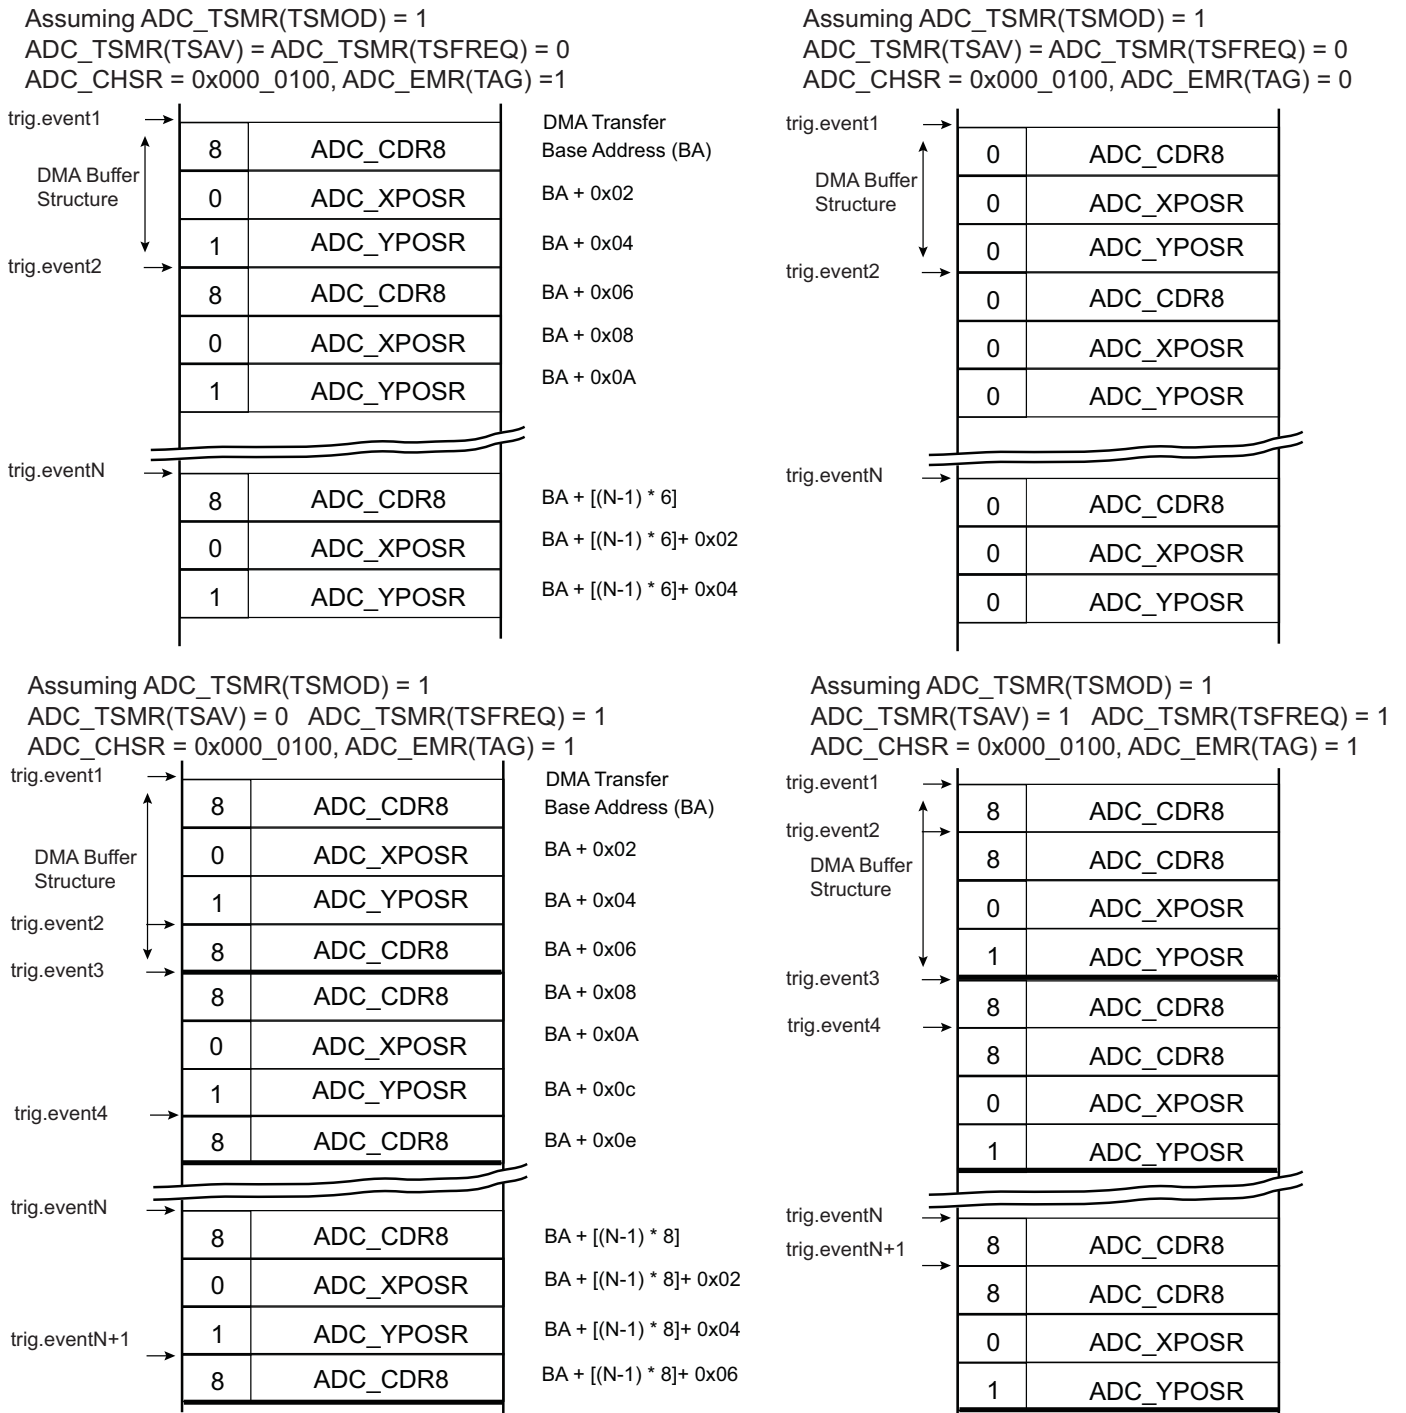 Assuming ADC_TSMR(TSMOD) = 1
ADC_TSMR(TSAV) = ADC_TSMR(TSFREQ) = 0
ADC_CHSR = 0x000_0100, ADC_EMR(TAG) =1
trig.event1
DMA Transfer
8 ADC_CDR8 Base Address (BA)
DMA Buffer
Structure
0 ADC_XPOSR BA + 0x02
1 ADC_YPOSR BA + 0x04
trig.event2
8 ADC_CDR8 BA + 0x06
0 ADC_XPOSR BA + 0x08
1 ADC_YPOSR BA + 0x0A
trig.eventN
8 ADC_CDR8 BA + [(N-1) * 6]
0 ADC_XPOSR BA + [(N-1) * 6]+ 0x02
1 ADC_YPOSR BA + [(N-1) * 6]+ 0x04
Assuming ADC_TSMR(TSMOD) = 1
ADC_TSMR(TSAV) = ADC_TSMR(TSFREQ) = 0
ADC_CHSR = 0x000_0100, ADC_EMR(TAG) = 0
trig.event1
0 ADC_CDR8
DMA Buffer
Structure
0 ADC_XPOSR
0 ADC_YPOSR
trig.event2
0 ADC_CDR8
0 ADC_XPOSR
0 ADC_YPOSR
trig.eventN
0 ADC_CDR8
0 ADC_XPOSR
0 ADC_YPOSR
Assuming ADC_TSMR(TSMOD) = 1
ADC_TSMR(TSAV) = 0 ADC_TSMR(TSFREQ) = 1
ADC_CHSR = 0x000_0100, ADC_EMR(TAG) = 1
trig.event1
DMA Transfer
8 ADC_CDR8 Base Address (BA)
DMA Buffer
Structure
0 ADC_XPOSR BA + 0x02
1 ADC_YPOSR BA + 0x04
trig.event2
8 ADC_CDR8 BA + 0x06
trig.event3
8 ADC_CDR8 BA + 0x08
0 ADC_XPOSR BA + 0x0A
1 ADC_YPOSR BA + 0x0c
trig.event4
8 ADC_CDR8 BA + 0x0e
trig.eventN
8 ADC_CDR8 BA + [(N-1) * 8]
0 ADC_XPOSR BA + [(N-1) * 8]+ 0x02
1 ADC_YPOSR BA + [(N-1) * 8]+ 0x04
trig.eventN+1
8 ADC_CDR8 BA + [(N-1) * 8]+ 0x06
Assuming ADC_TSMR(TSMOD) = 1
ADC_TSMR(TSAV) = 1 ADC_TSMR(TSFREQ) = 1
ADC_CHSR = 0x000_0100, ADC_EMR(TAG) = 1
trig.event1
8 ADC_CDR8
trig.event2
8 ADC_CDR8
DMA Buffer
Structure
0 ADC_XPOSR
1 ADC_YPOSR
trig.event3
8 ADC_CDR8
trig.event4
8 ADC_CDR8
0 ADC_XPOSR
1 ADC_YPOSR
trig.eventN
8 ADC_CDR8
trig.eventN+1
8 ADC_CDR8
0 ADC_XPOSR
1 ADC_YPOSR